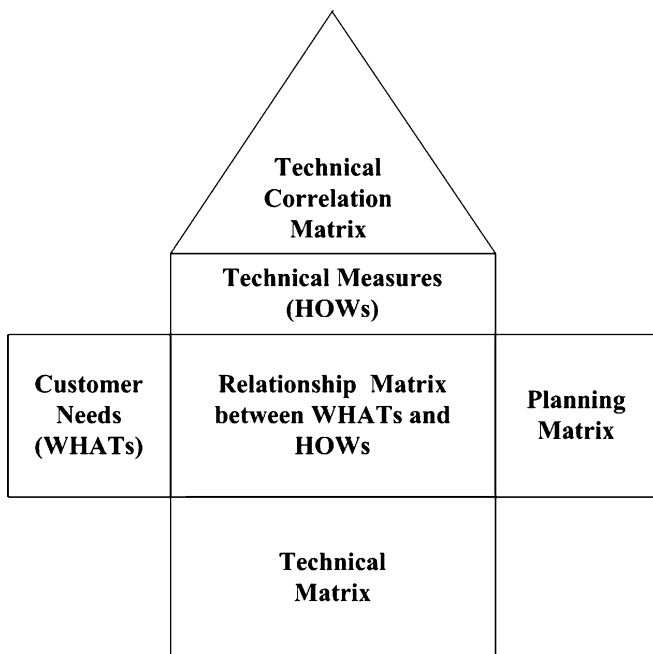 Technical
Correlation
Matrix
Technical Measures
(HOWs)
Customer
Needs
(WHATs)
Relationship Matrix
between WHATs and
HOWs
Planning
Matrix
Technical
Matrix